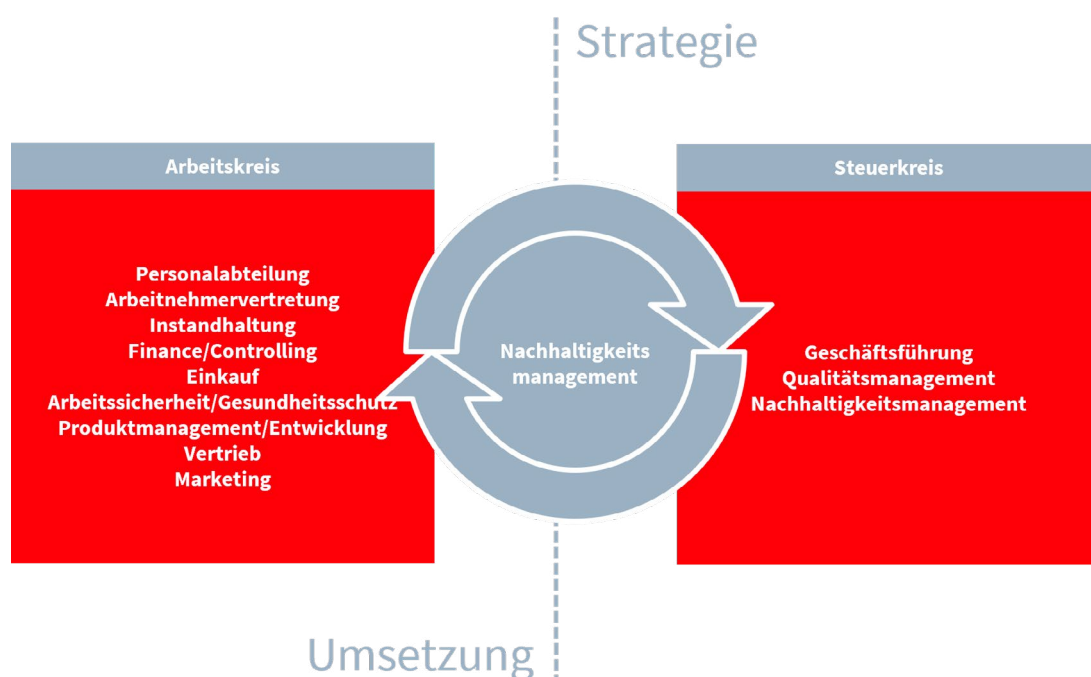 Strategie
Arbeitskreis
Personalabteilung
Arbeitnehmervertretung
Instandhaltung
Finance/Controlling
Einkauf
Arbeitssicherheit/Gesundheitsschutz
Produktmanagement/Entwicklung
Vertrieb
Marketing
Nachhaltigkeits
management
Steuerkreis
Geschäftsführung
Qualitätsmanagement
Nachhaltigkeitsmanagement
Umsetzung